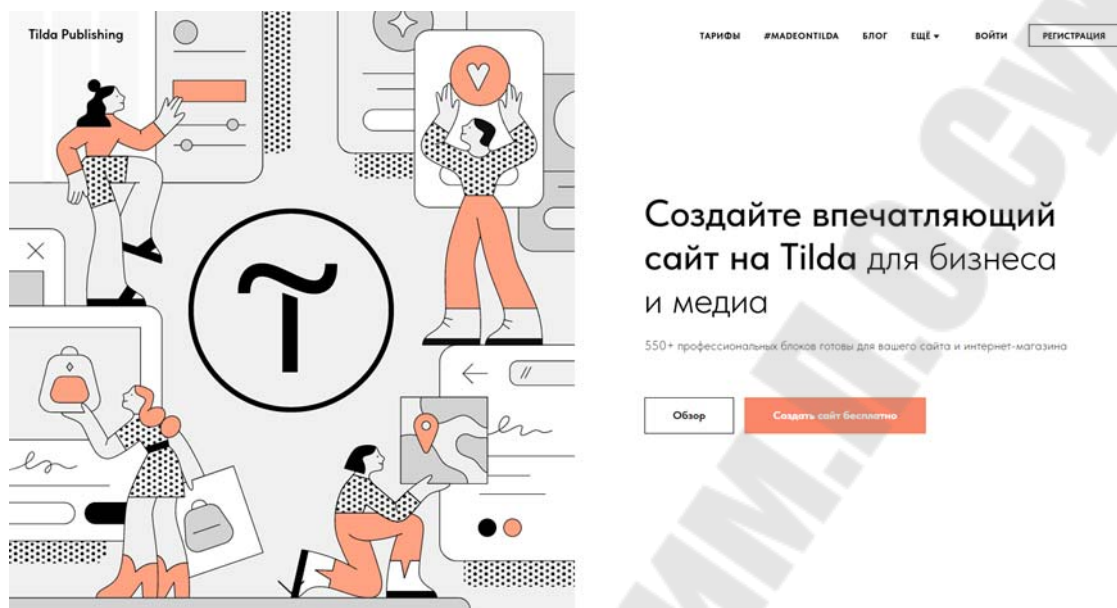 Tilda Publishing
ТАРИФЫ #MADEONTILDA БЛОГ ЕЩЁ ВОЙТИ РЕГИСТРАЦИЯ
Создайте впечатляющий
сайт на Tilda для бизнеса
и медиа
550+ профессиональных блоков готовы для вашего сайта и интернет-магазина
Обзор Создать сайт бесплатно